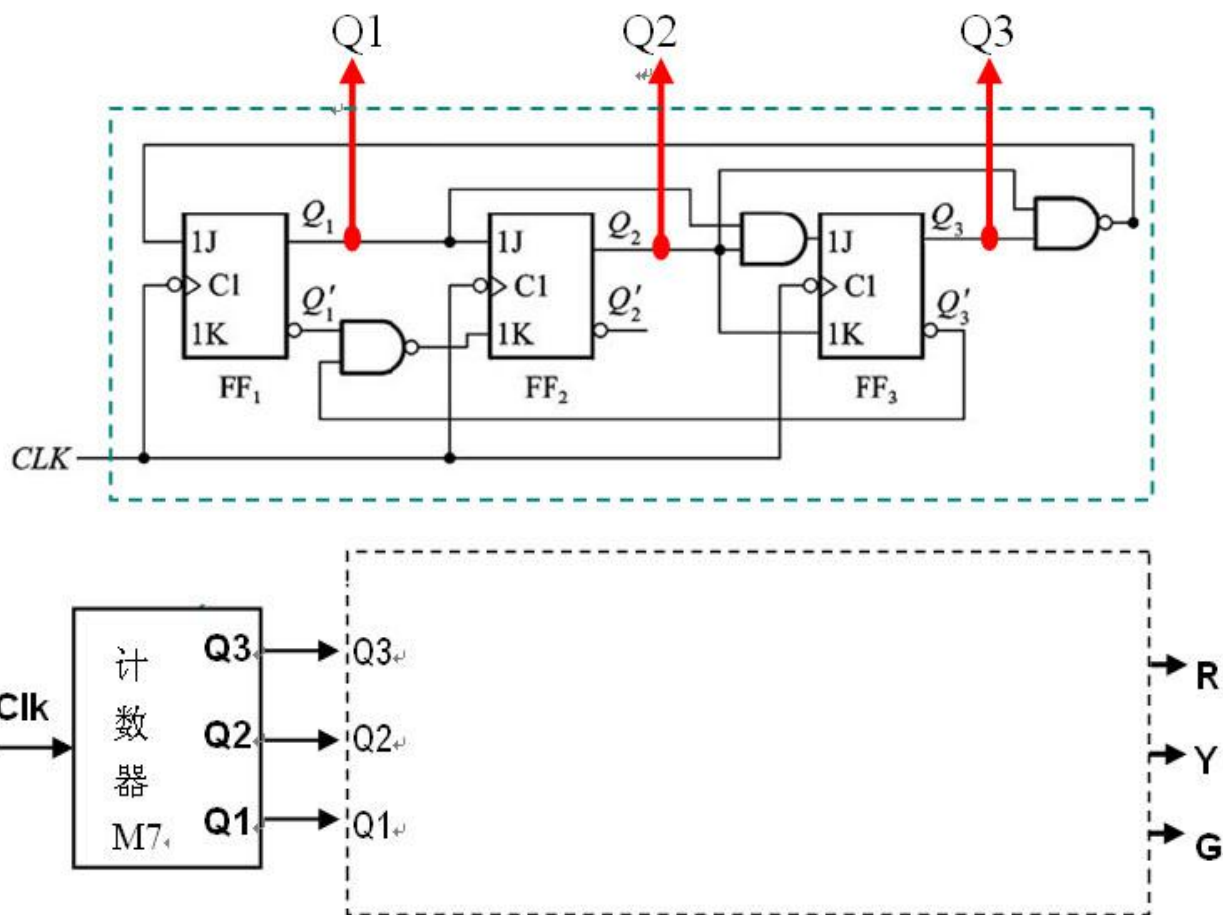 Q1 Q2 Q3
Q1 Q2 Q3
1J 1J 1J
C1 C1 C1
Q1′ Q2′ Q3′
1K 1K 1K
FF1 FF2 FF3
CLK
Clk
计
数
器
M7
Q3
Q2
Q1
Q3
Q2
Q1
R
Y
G